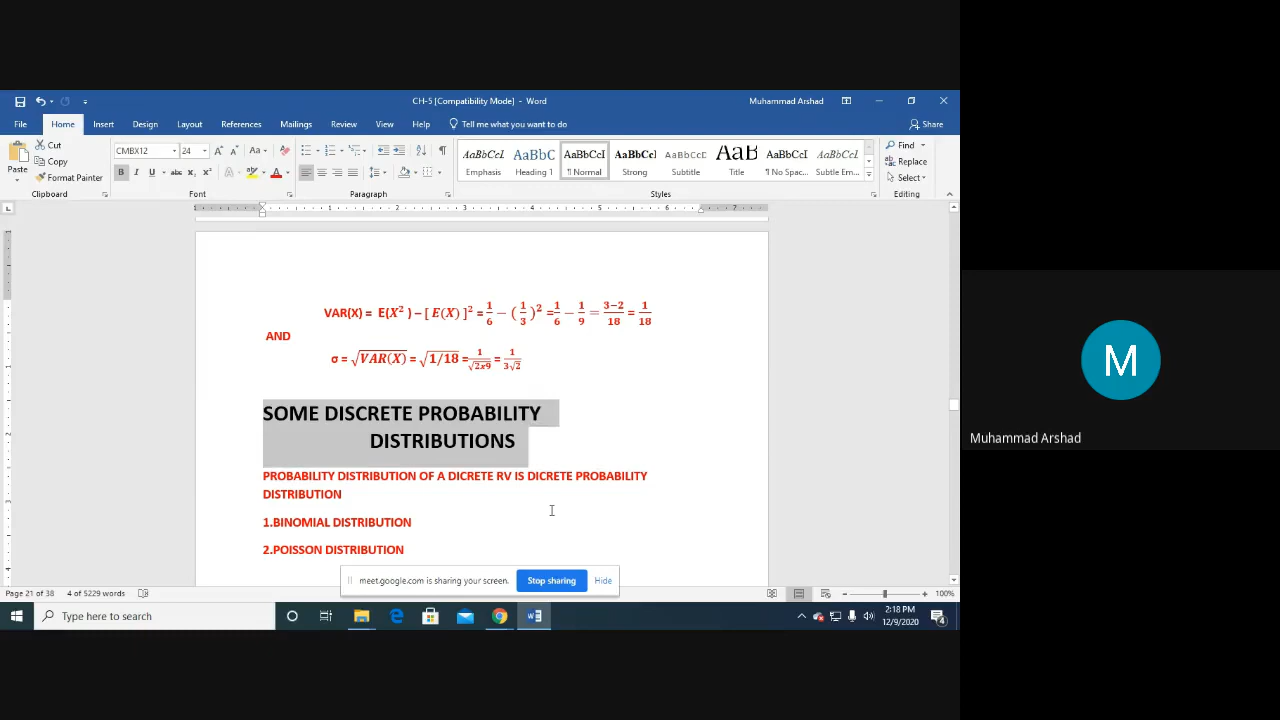 CH-5 [Compatibility Mode] - Word
Muhammad Arshad
File Home Insert Design Layout References Mailings Review View Help Tell me what you want to do Share
Paste
Cut
Copy
Format Painter
Clipboard
CMBX12 24
Font
Paragraph
AaBbCcI AaBbC AaBbCcI AaBbCcl AaBbCcD AaB AaBbCcI AaBbCcI
Emphasis Heading 1 ¶ Normal Strong Subtitle Title ¶ No Spac... Subtle Em...
Styles
Find
Replace
Select
Editing
VAR(X) = E(X²) – [ E(X) ]² = 1/6 − (1/3)² = 1/6 − 1/9 = 3−2/18 = 1/18
AND
σ = √VAR(X) = √1/18 = 1/√2x9 = 1/3√2
SOME DISCRETE PROBABILITY
DISTRIBUTIONS
PROBABILITY DISTRIBUTION OF A DICRETE RV IS DICRETE PROBABILITY
DISTRIBUTION
1.BINOMIAL DISTRIBUTION
2.POISSON DISTRIBUTION
meet.google.com is sharing your screen. Stop sharing Hide
Page 21 of 38 4 of 5229 words 100%
Type here to search
2:18 PM
12/9/2020
4
M
Muhammad Arshad